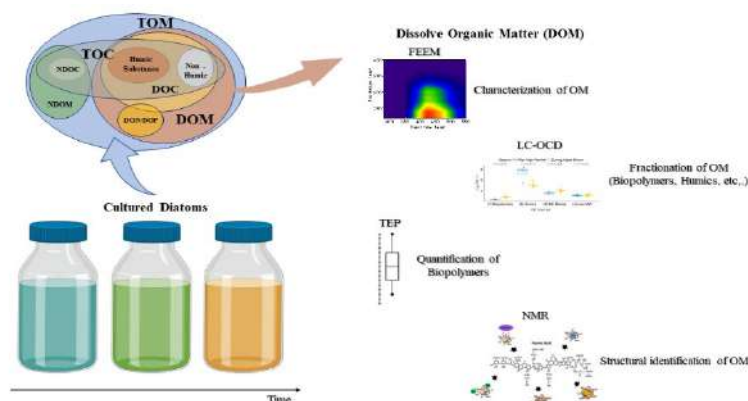 TOM
TOC
NDOC
Humic
Substances
Non -
Humic
DOC
NDOM
DON/DOP
DOM
Dissolve Organic Matter (DOM)
FEEM
Characterization of OM
LC-OCD
Fractionation of OM
(Biopolymers, Humics, etc,.)
Cultured Diatoms
TEP
Quantification of
Biopolymers
NMR
Structural identification of OM
Time